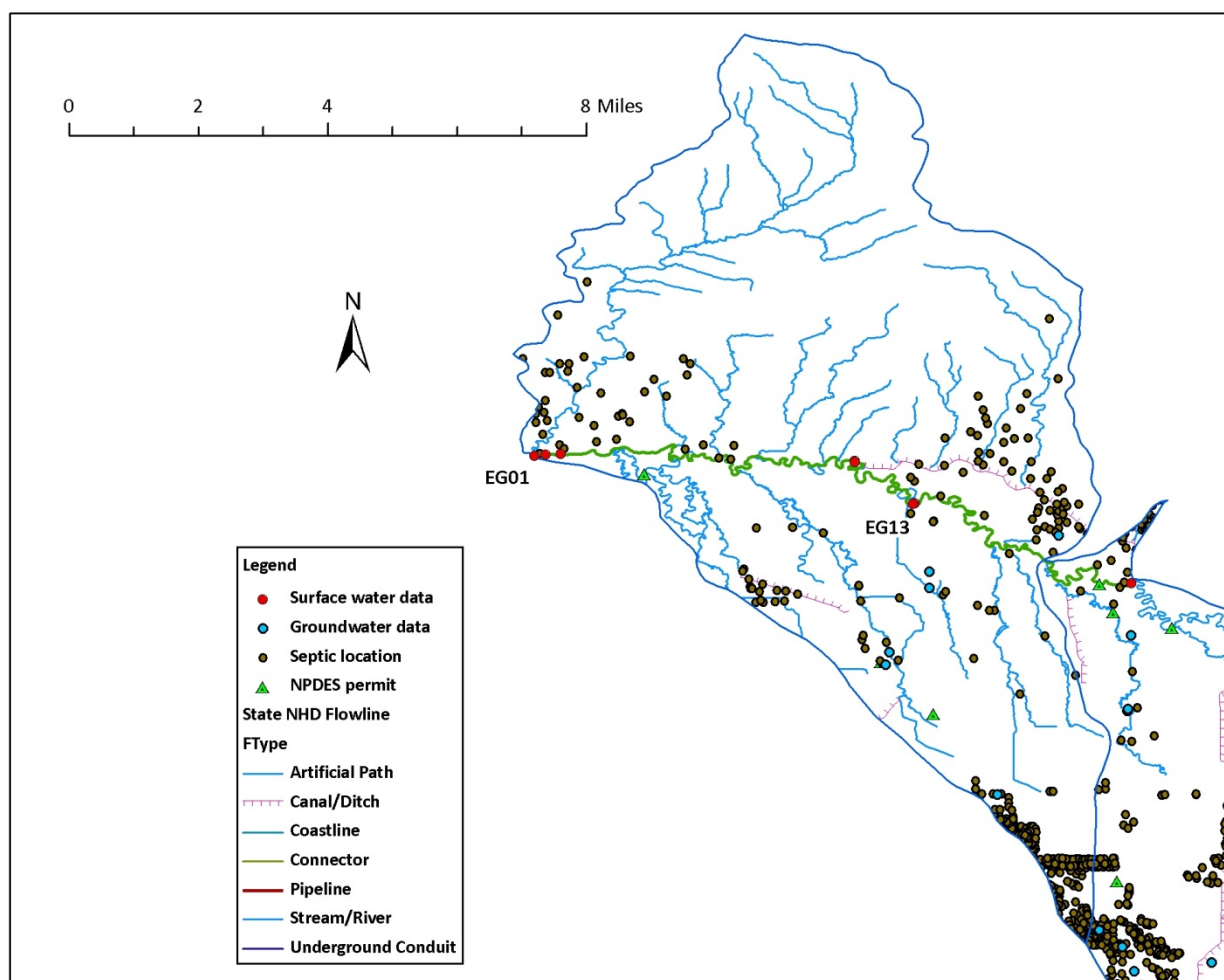 0 2 4 8 Miles
N
EG01
EG13
Legend
Surface water data
Groundwater data
Septic location
NPDES permit
State NHD Flowline
FType
Artificial Path
Canal/Ditch
Coastline
Connector
Pipeline
Stream/River
Underground Conduit